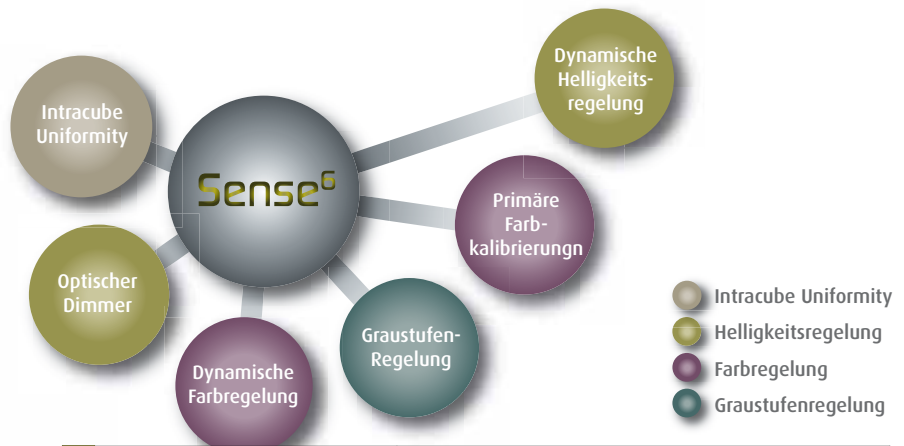 Dynamische
Helligkeits-
regelung
Intracube
Uniformity
Sense6
Primäre
Farb-
kalibrierungn
Optischer
Dimmer
Graustufen-
Regelung
Dynamische
Farbregelung
Intracube Uniformity
Helligkeitsregelung
Farbregelung
Graustufenregelung